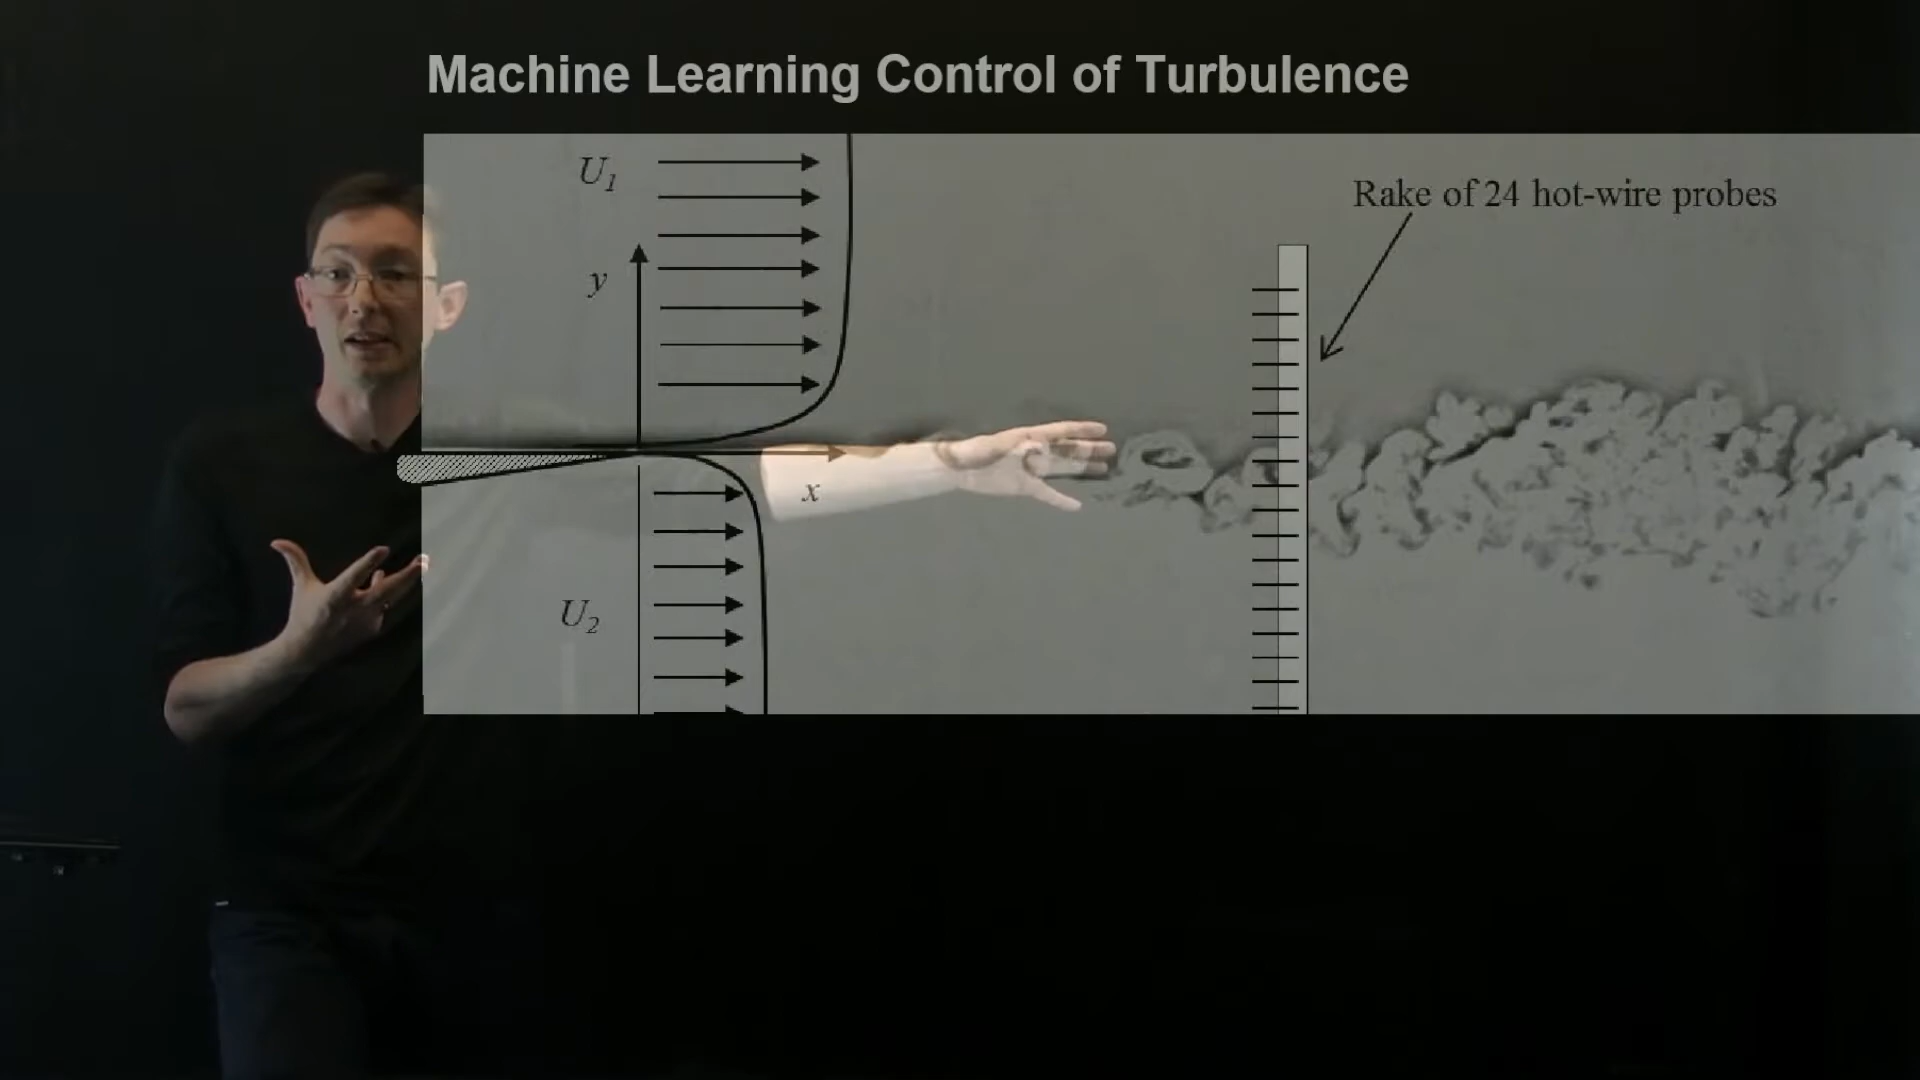 Machine Learning Control of Turbulence
U1
Rake of 24 hot-wire probes
y
x
U2